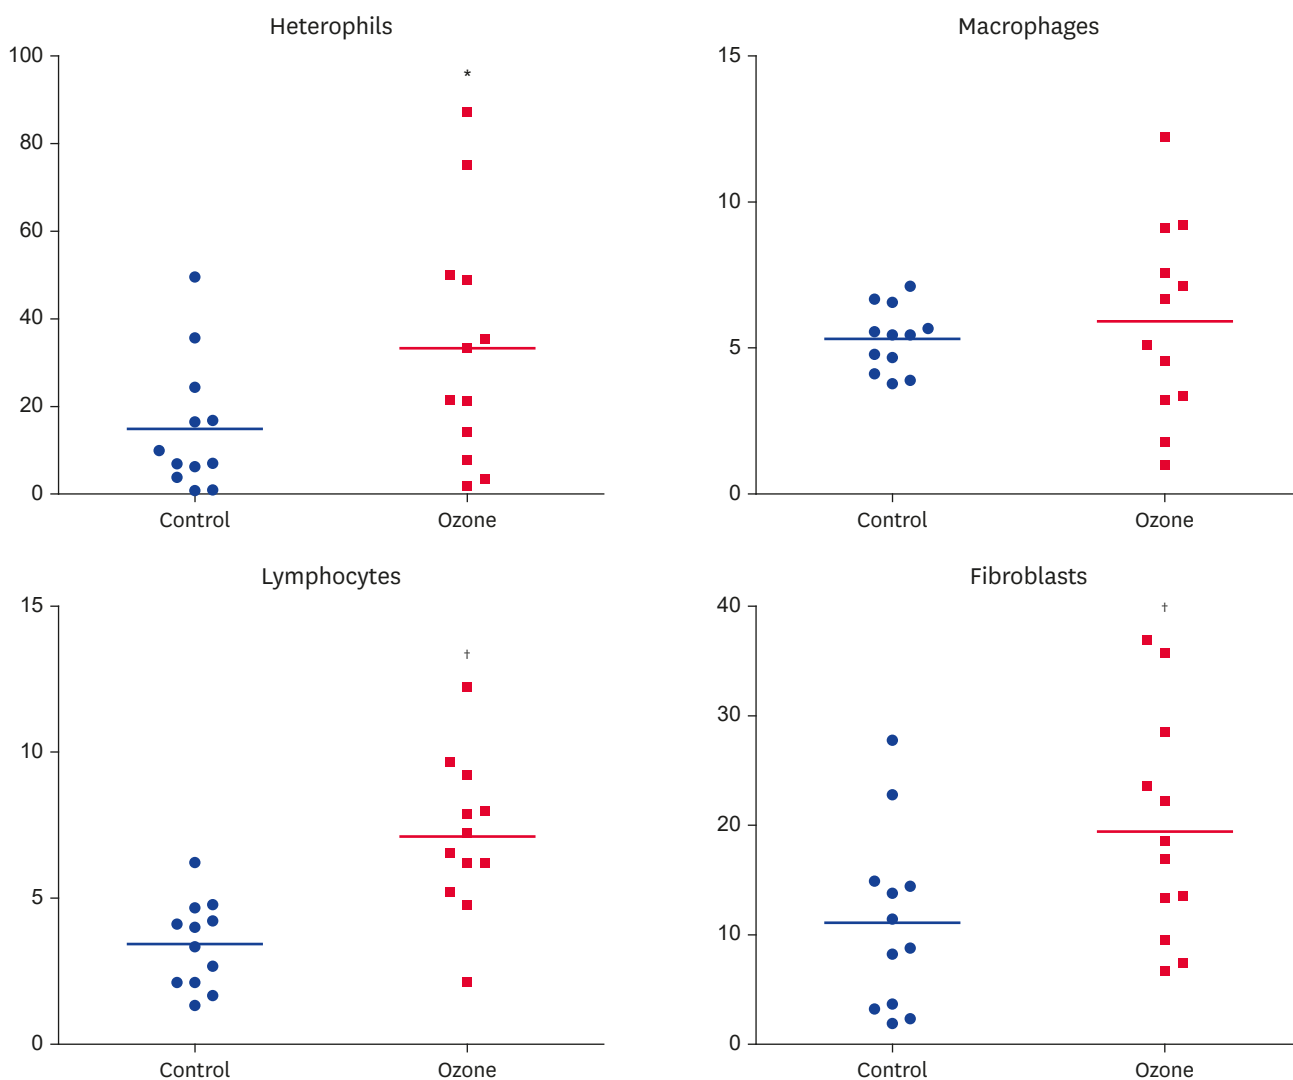 Heterophils
100
80
60
40
20
0
*
Control
Ozone
Macrophages
15
10
5
0
Control
Ozone
Lymphocytes
15
10
5
0
†
Control
Ozone
Fibroblasts
40
30
20
10
0
†
Control
Ozone